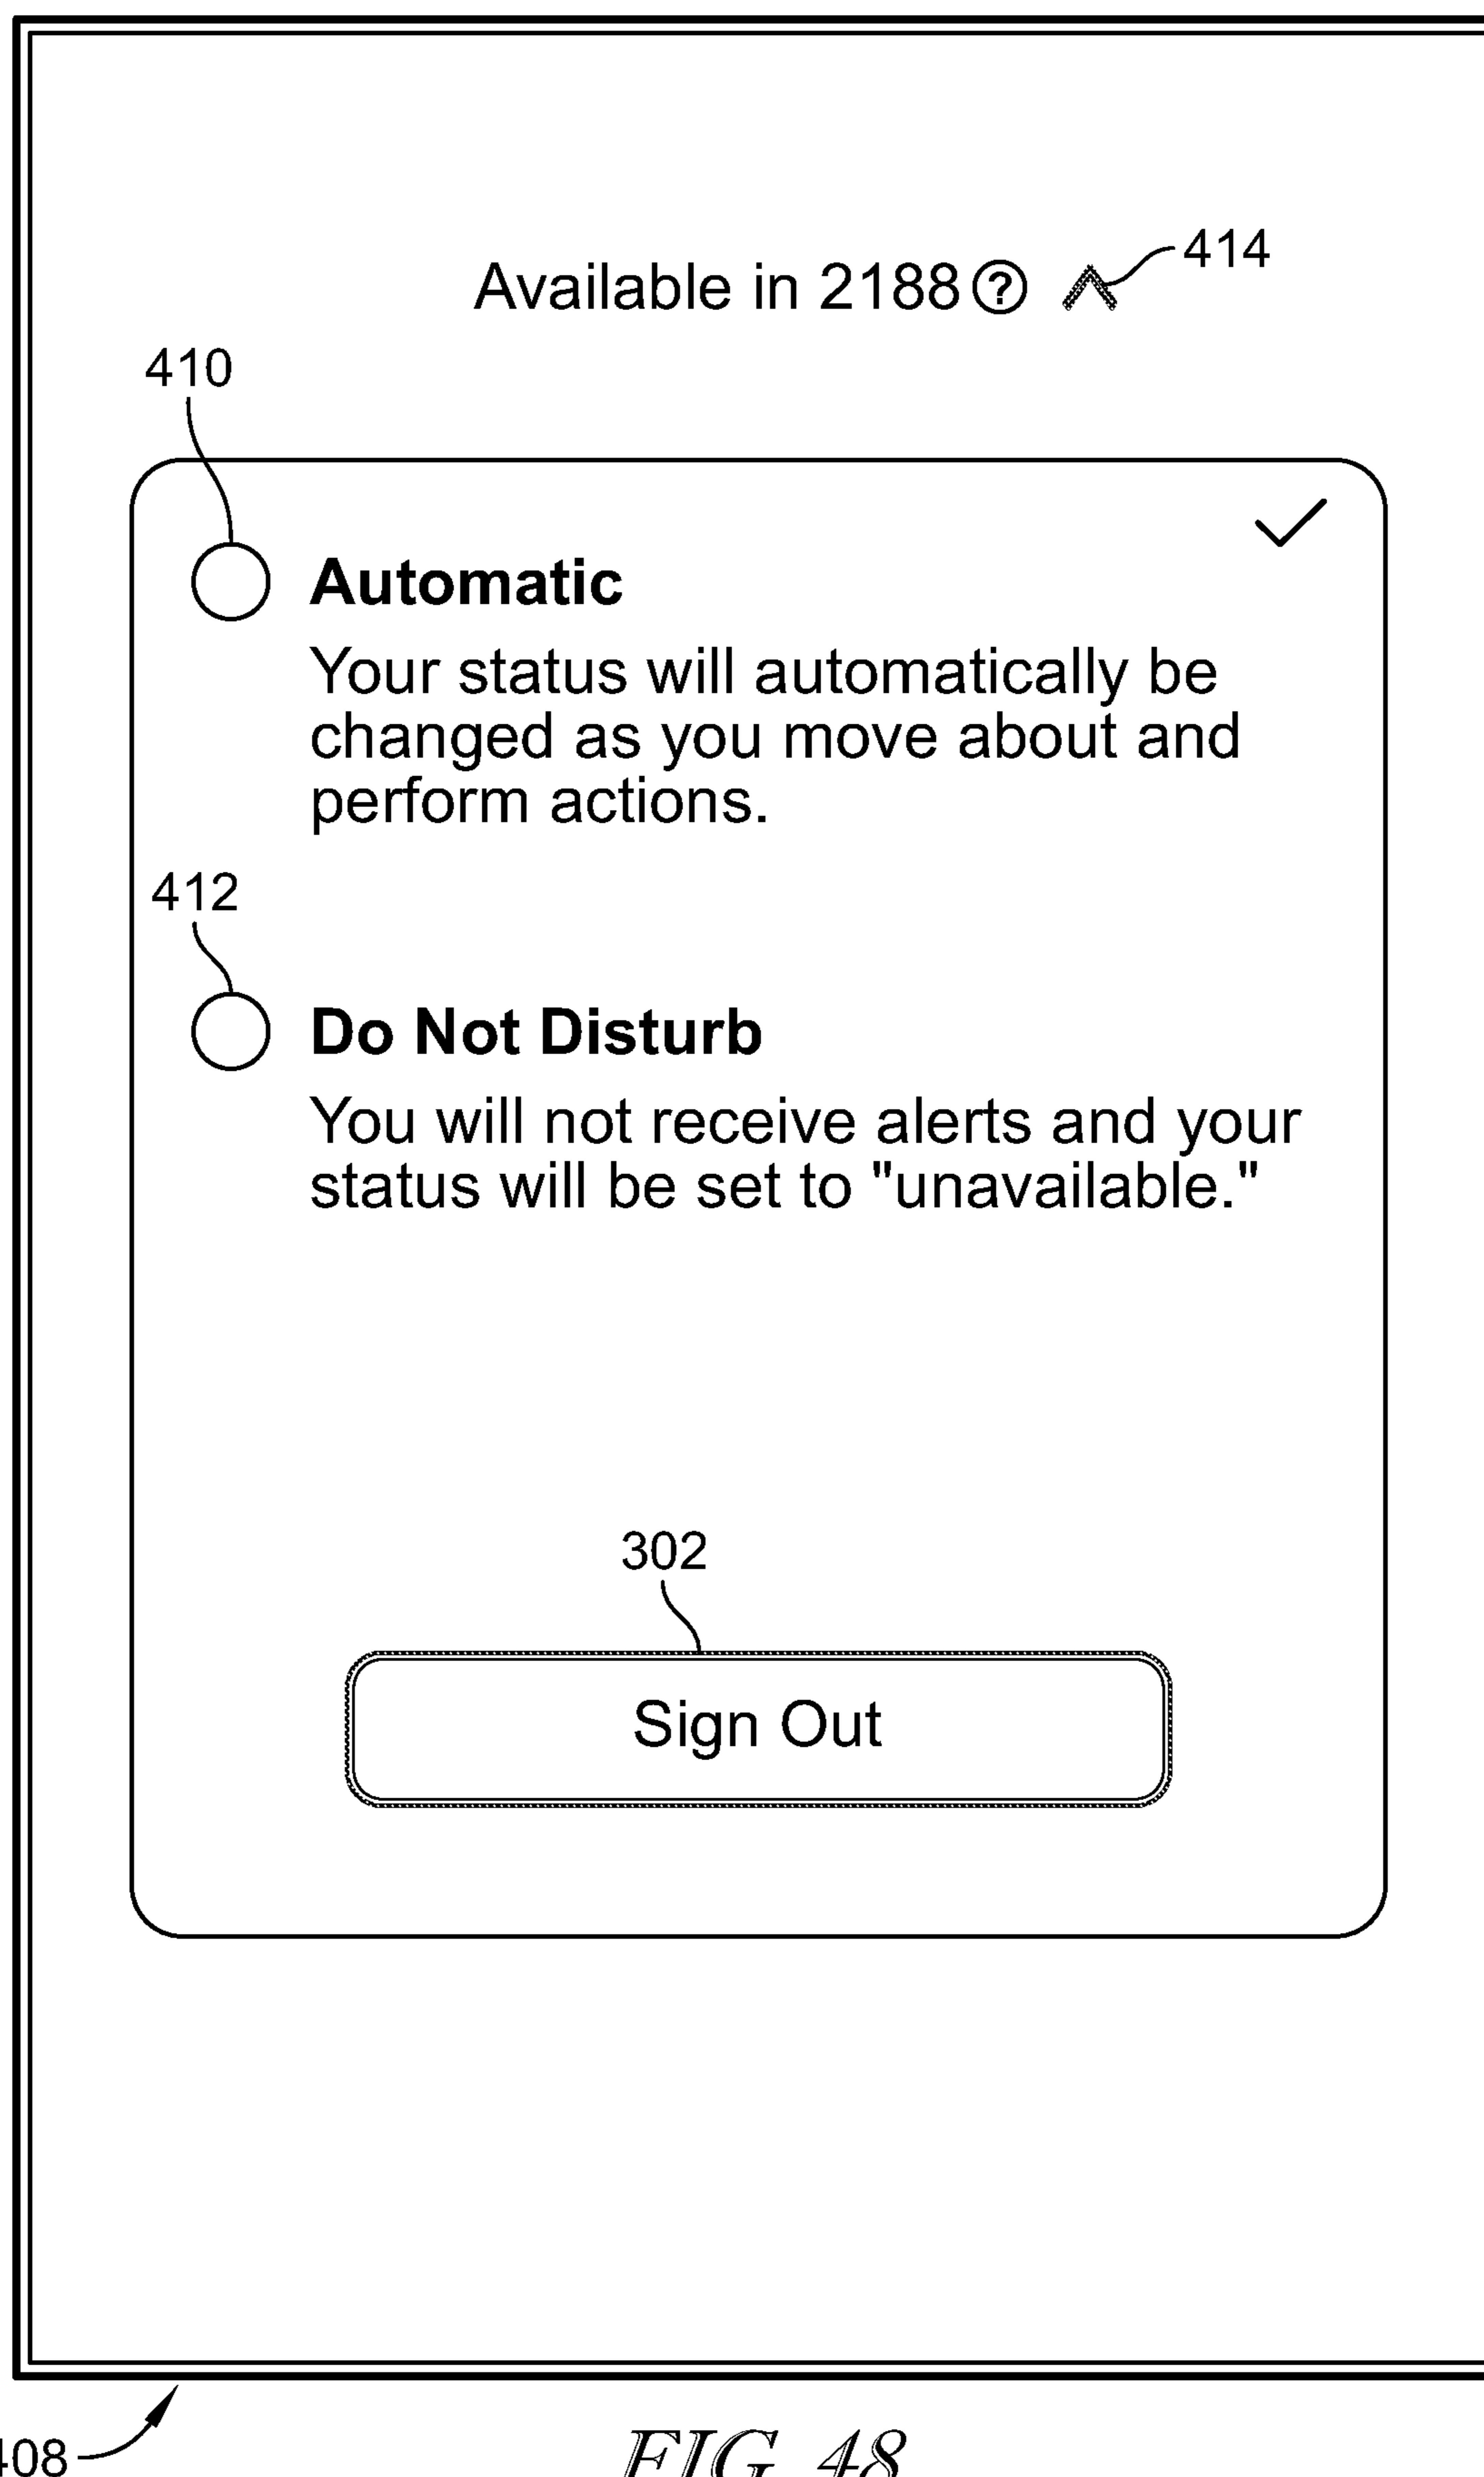 Available in 2188 ? 414
410
Automatic
Your status will automatically be
changed as you move about and
perform actions.
412
Do Not Disturb
You will not receive alerts and your
status will be set to "unavailable."
302
Sign Out
08
FIG 48